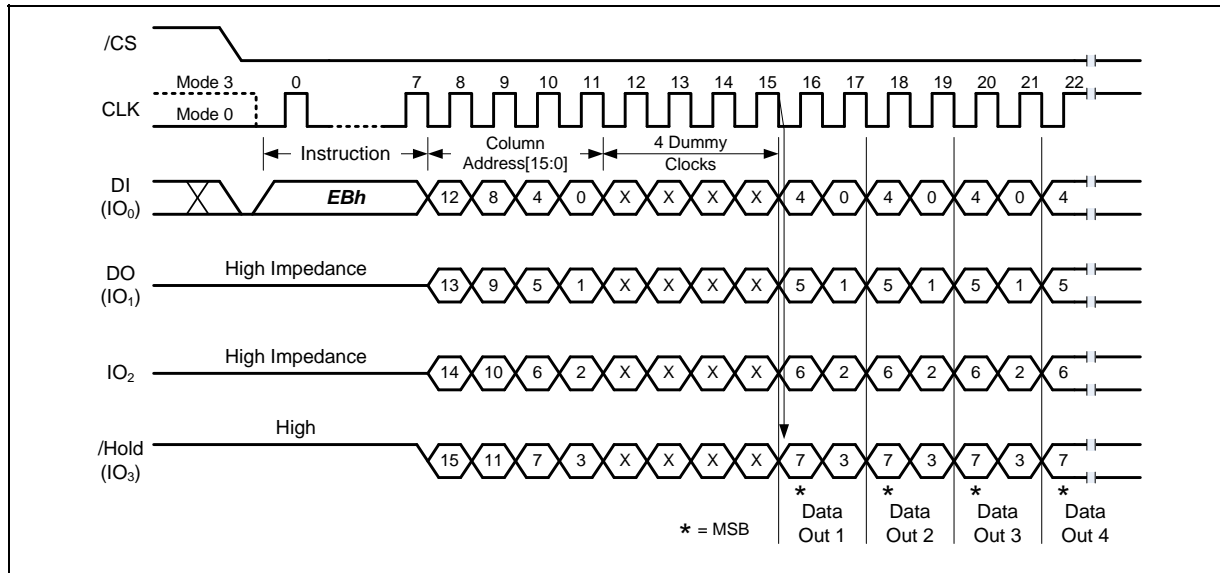 /CS
Mode 3 0 7 8 9 10 11 12 13 14 15 16 17 18 19 20 21 22
CLK
Mode 0
Instruction
Column
Address[15:0]
4 Dummy
Clocks
DI
(IO₀)
EBh 12 8 4 0 X X X X 4 0 4 0 4 0 4
DO
(IO₁)
High Impedance 13 9 5 1 X X X X 5 1 5 1 5 1 5
IO₂
High Impedance 14 10 6 2 X X X X 6 2 6 2 6 2 6
/Hold
(IO₃)
High 15 11 7 3 X X X X 7 3 7 3 7 3 7
* * * *
* = MSB
Data
Out 1
Data
Out 2
Data
Out 3
Data
Out 4